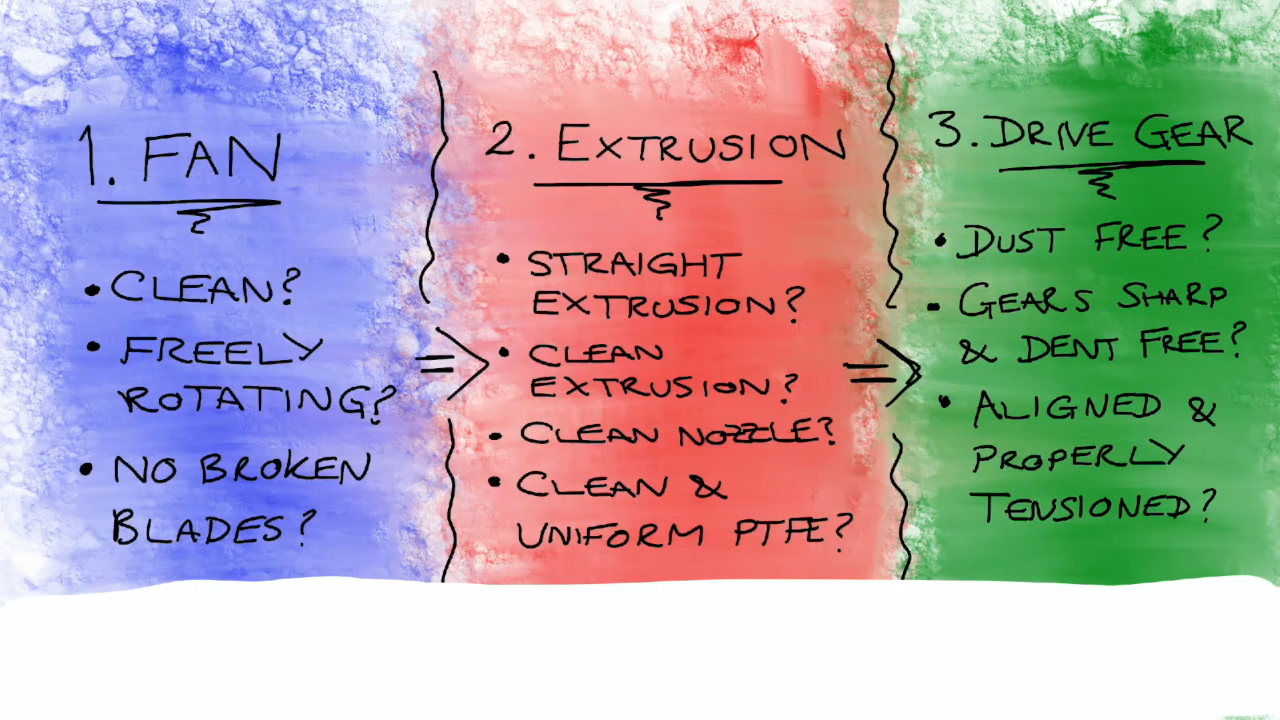 1. FAN
• CLEAN?
• FREELY
ROTATING?
• NO BROKEN
BLADES?
=>
2. EXTRUSION
• STRAIGHT
EXTRUSION?
• CLEAN
EXTRUSION?
• CLEAN NOZZLE?
• CLEAN &
UNIFORM PTFE?
=>
3. DRIVE GEAR
• DUST FREE?
• GEARS SHARP
& DENT FREE?
• ALIGNED &
PROPERLY
TENSIONED?